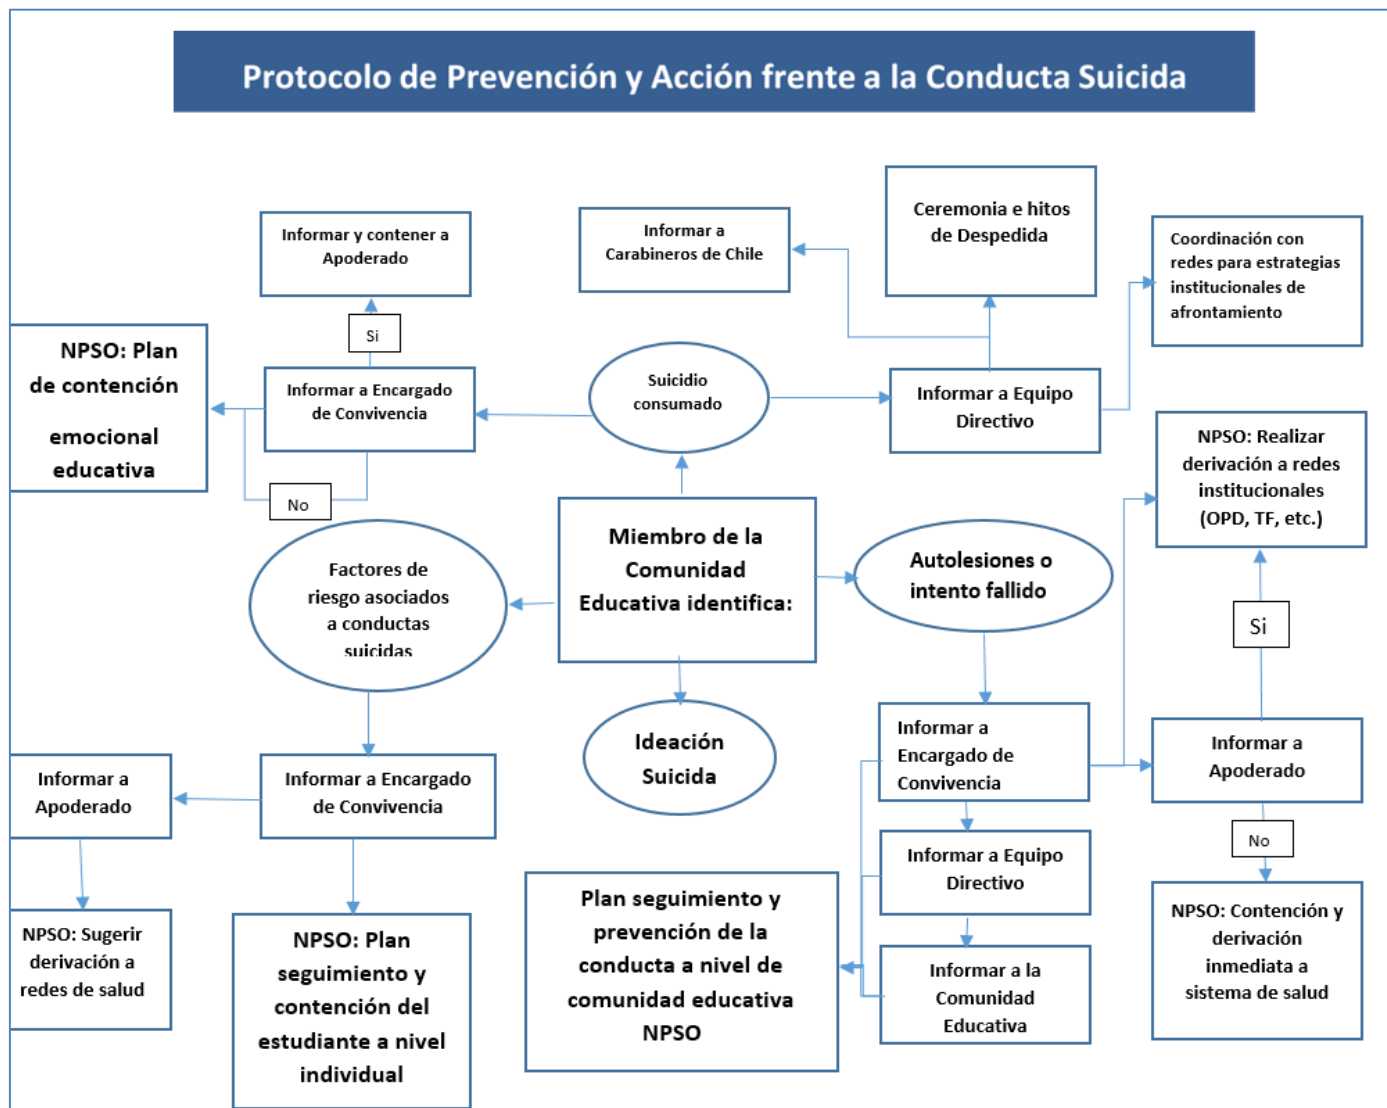 Protocolo de Prevención y Acción frente a la Conducta Suicida
Informar y contener a
Apoderado
Si
NPSO: Plan
de contención
emocional
educativa
Informar a Encargado
de Convivencia
No
Suicidio
consumado
Informar a
Carabineros de Chile
Ceremonia e hitos
de Despedida
Coordinación con
redes para estrategias
institucionales de
afrontamiento
Informar a Equipo
Directivo
NPSO: Realizar
derivación a redes
institucionales
(OPD, TF, etc.)
Miembro de la
Comunidad
Educativa identifica:
Factores de
riesgo asociados
a conductas
suicidas
Autolesiones o
intento fallido
Si
Ideación
Suicida
Informar a
Encargado de
Convivencia
Informar a
Apoderado
Informar a
Apoderado
Informar a Encargado
de Convivencia
No
Informar a Equipo
Directivo
NPSO: Sugerir
derivación a
redes de salud
NPSO: Plan
seguimiento y
contención del
estudiante a nivel
individual
Plan seguimiento y
prevención de la
conducta a nivel de
comunidad educativa
NPSO
Informar a la
Comunidad
Educativa
NPSO: Contención y
derivación
inmediata a
sistema de salud